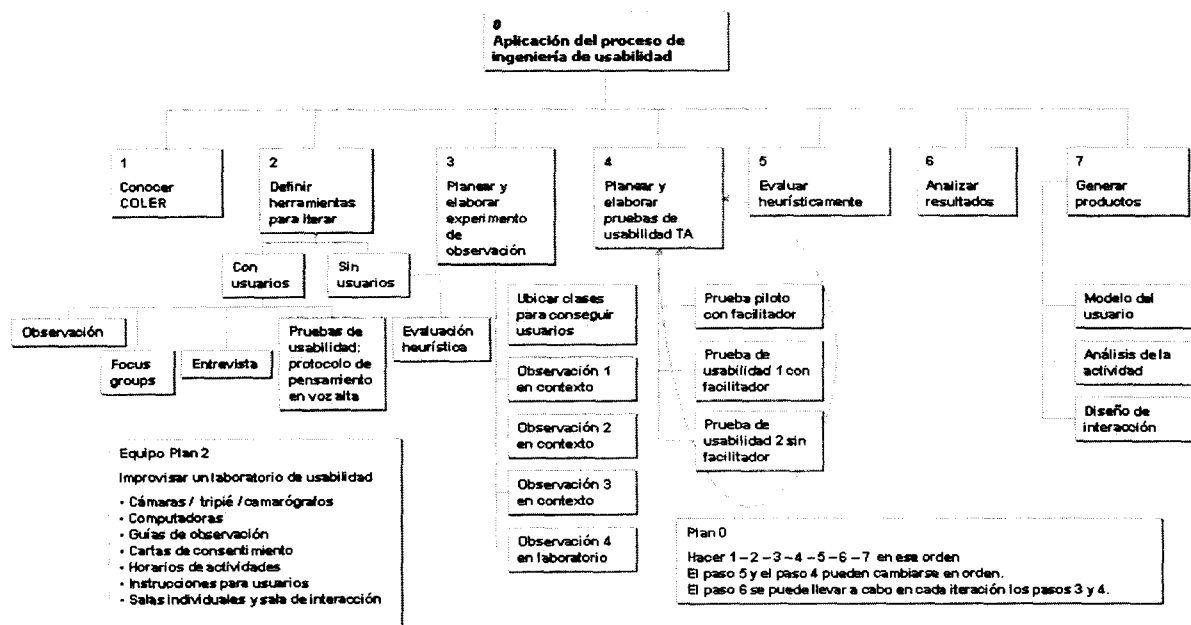 0
Aplicación del proceso de
ingeniería de usabilidad
1
Conocer
COLER
2
Definir
herramientas
para iterar
3
Planear y
elaborar
experimento
de
observación
4
Planear y
elaborar
pruebas de
usabilidad TA
5
Evaluar
heurísticamente
6
Analizar
resultados
7
Generar
productos
Con
usuarios
Sin
usuarios
Observación
Focus
groups
Entrevista
Pruebas de
usabilidad:
protocolo de
pensamiento
en voz alta
Evaluación
heurística
Ubicar clases
para conseguir
usuarios
Observación 1
en contexto
Observación 2
en contexto
Observación 3
en contexto
Observación 4
en laboratorio
Prueba piloto
con facilitador
Prueba de
usabilidad 1 con
facilitador
Prueba de
usabilidad 2 sin
facilitador
Modelo del
usuario
Análisis de la
actividad
Diseño de
interacción
Equipo Plan 2
Improvisar un laboratorio de usabilidad
- Cámaras / tripié / camarógrafos
- Computadoras
- Guías de observación
- Cartas de consentimiento
- Horarios de actividades
- Instrucciones para usuarios
- Salas individuales y sala de interacción
Plan 0
Hacer 1 – 2 – 3 – 4 – 5 – 6 – 7 en ese orden
El paso 5 y el paso 4 pueden cambiarse en orden.
El paso 6 se puede llevar a cabo en cada iteración los pasos 3 y 4.